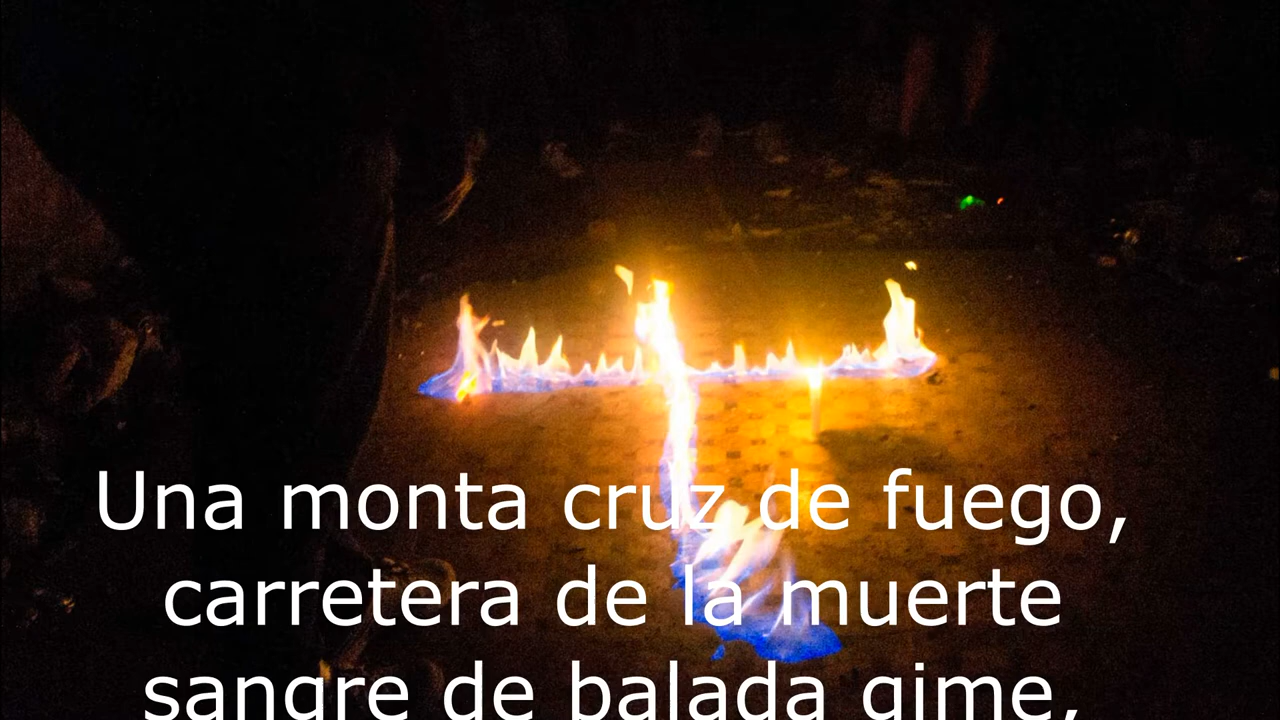 Una monta cruz de fuego,
carretera de la muerte
sangre de balada gime,